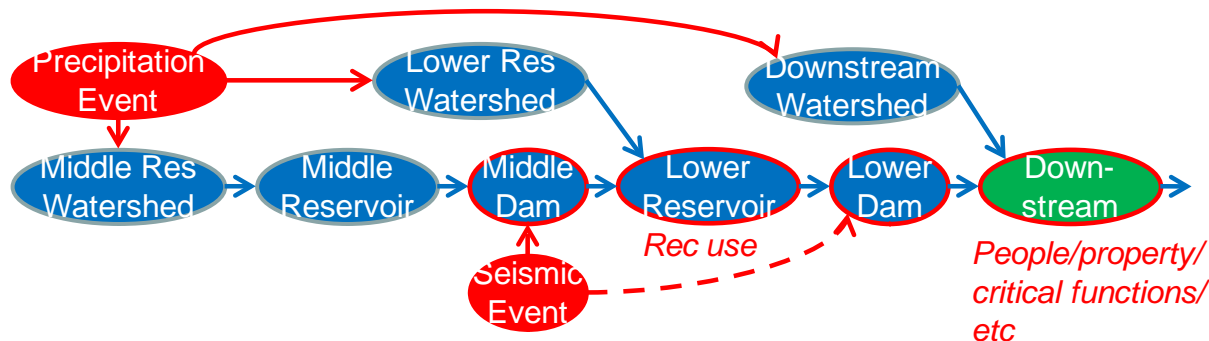 Precipitation
Event
Lower Res
Watershed
Downstream
Watershed
Middle Res
Watershed
Middle
Reservoir
Middle
Dam
Lower
Reservoir
Lower
Dam
Down-
stream
Rec use
Seismic
Event
People/property/
critical functions/
etc